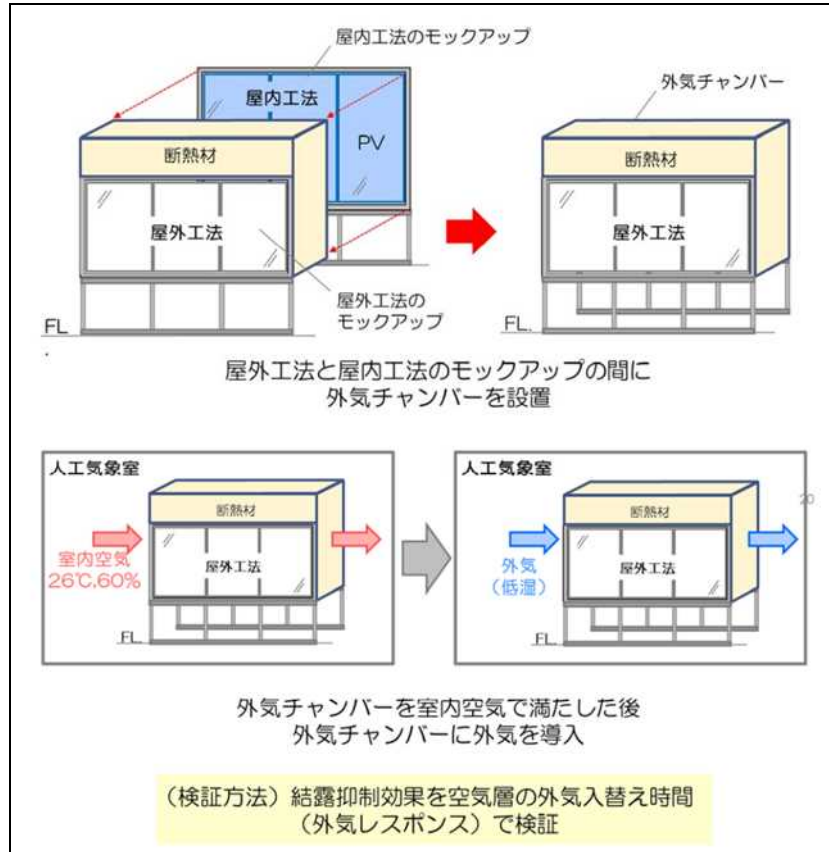 屋内工法のモックアップ
外気チャンバー
屋内工法
PV
断熱材
断熱材
屋外工法
屋外工法
屋外工法の
モックアップ
FL
.
FL.
屋外工法と屋内工法のモックアップの間に
外気チャンバーを設置
人工気象室
人工気象室
20
断熱材
断熱材
室内空気
26℃,60%
屋外工法
外気
(低湿)
屋外工法
FL
FL
外気チャンバーを室内空気で満たした後
外気チャンバーに外気を導入
(検証方法)結露抑制効果を空気層の外気入替え時間
(外気レスポンス)で検証